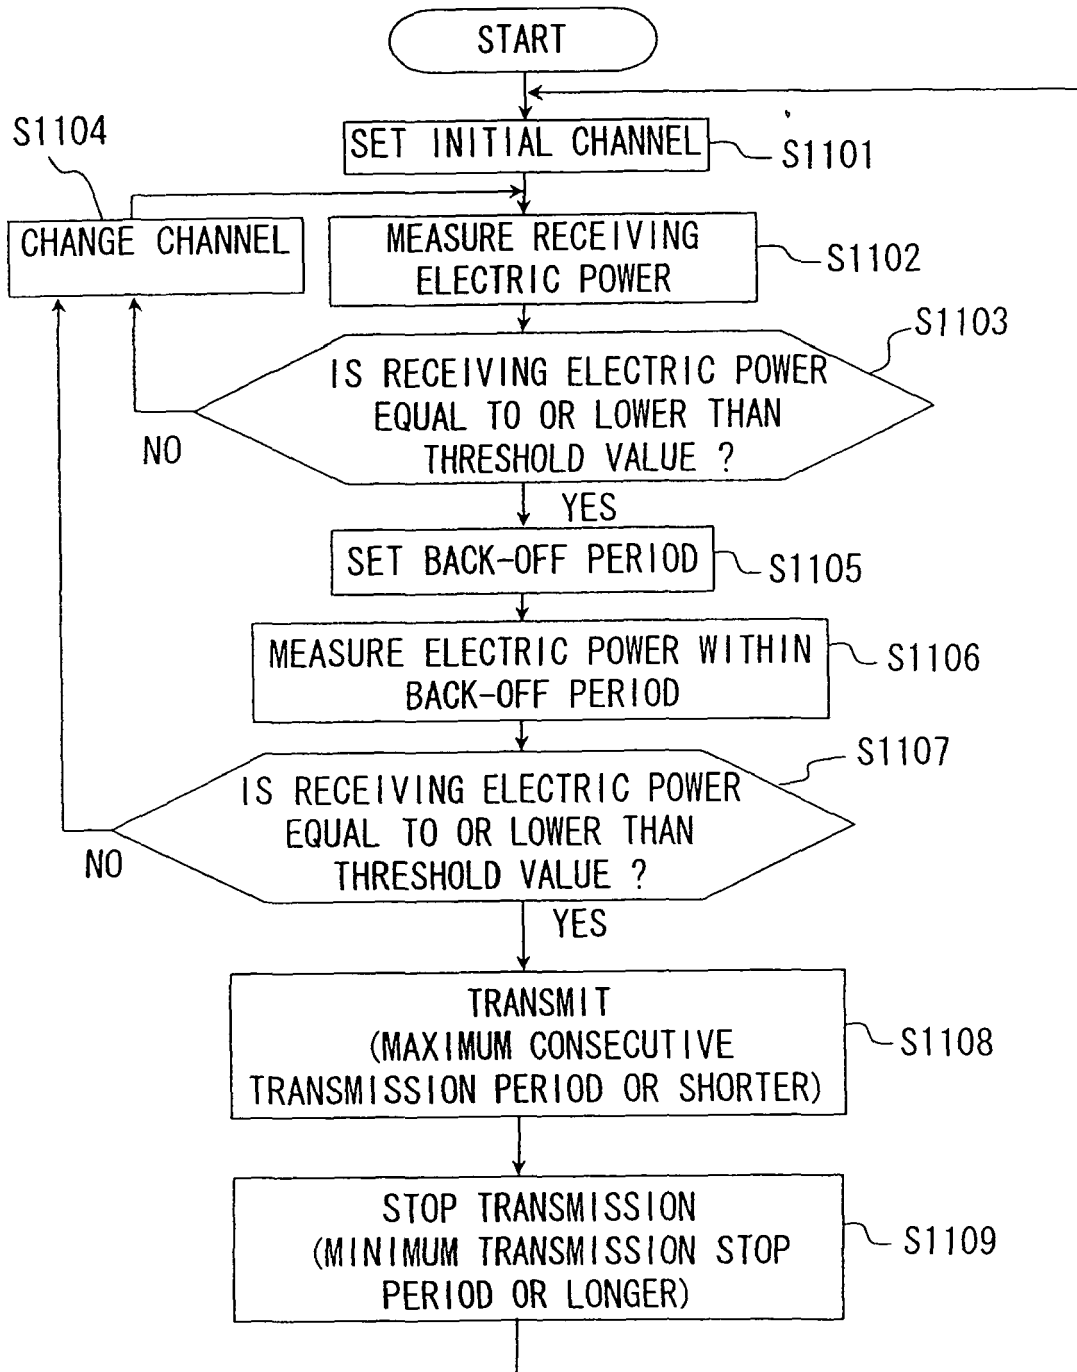 START
S1104
SET INITIAL CHANNEL
S1101
CHANGE CHANNEL
MEASURE RECEIVING
ELECTRIC POWER
S1102
S1103
IS RECEIVING ELECTRIC POWER
EQUAL TO OR LOWER THAN
THRESHOLD VALUE ?
NO
YES
SET BACK-OFF PERIOD
S1105
MEASURE ELECTRIC POWER WITHIN
BACK-OFF PERIOD
S1106
S1107
IS RECEIVING ELECTRIC POWER
EQUAL TO OR LOWER THAN
THRESHOLD VALUE ?
NO
YES
TRANSMIT
(MAXIMUM CONSECUTIVE
TRANSMISSION PERIOD OR SHORTER)
S1108
STOP TRANSMISSION
(MINIMUM TRANSMISSION STOP
PERIOD OR LONGER)
S1109